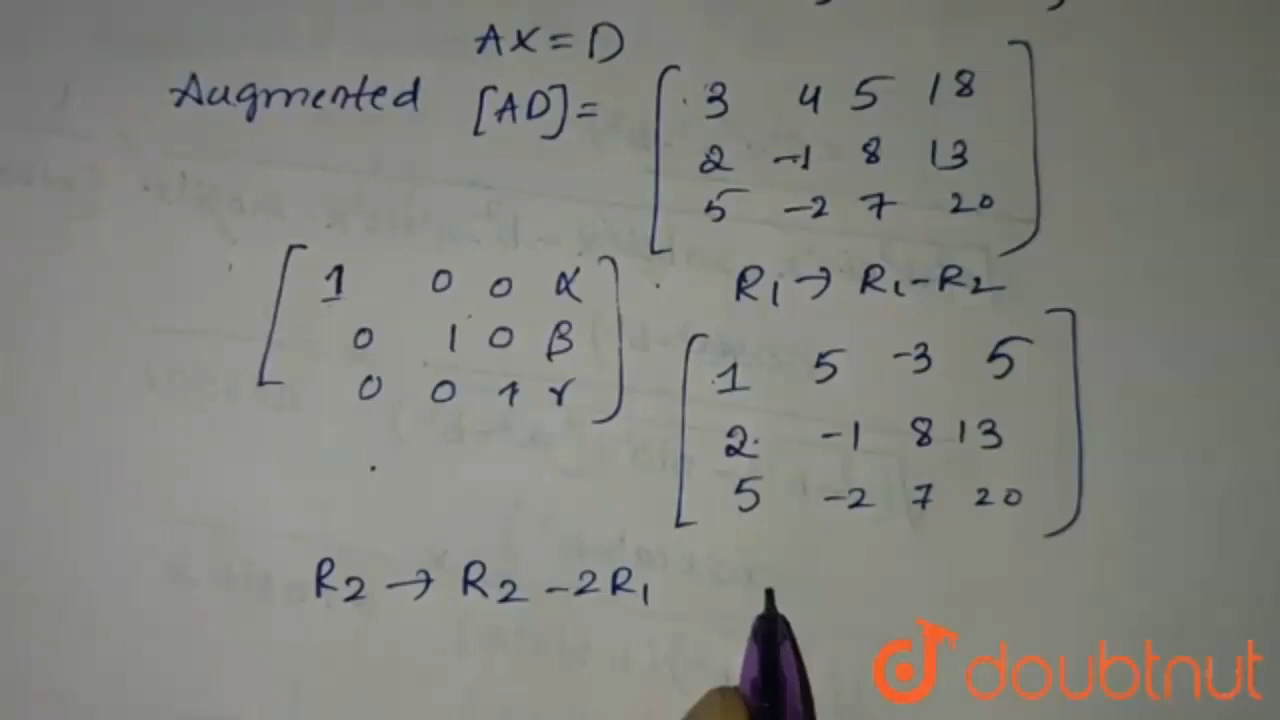 AX = D
Augmented [AD] =
3 4 5 18
2 -1 8 13
5 -2 7 20
R1 → R1 - R2
1 0 0 α
0 1 0 β
0 0 1 γ
1 5 -3 5
2 -1 8 13
5 -2 7 20
R2 → R2 - 2R1
doubtnut